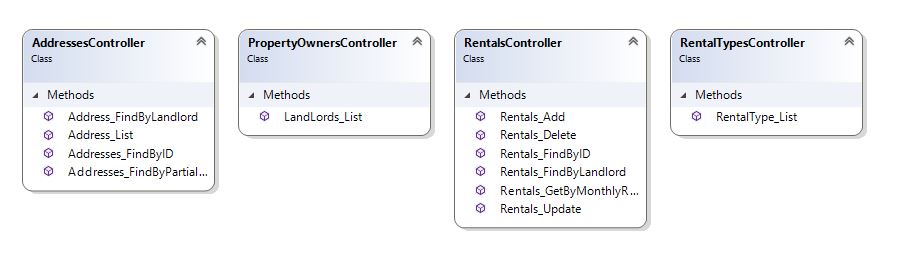 AddressesController
Class
Methods
Address_FindByLandlord
Address_List
Addresses_FindByID
Addresses_FindByPartial...
PropertyOwnersController
Class
Methods
LandLords_List
RentalsController
Class
Methods
Rentals_Add
Rentals_Delete
Rentals_FindByID
Rentals_FindByLandlord
Rentals_GetByMonthlyR...
Rentals_Update
RentalTypesController
Class
Methods
RentalType_List